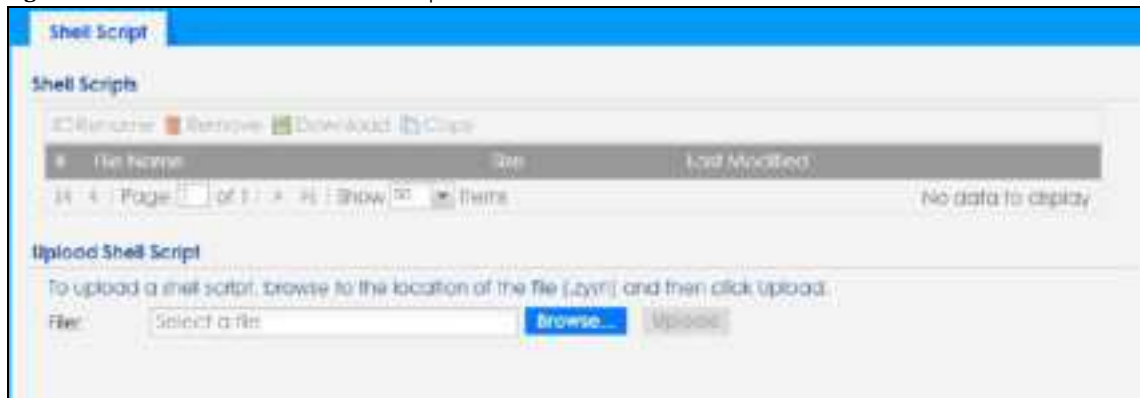 Shell Script
Shell Scripts
Rename Remove Download Copy
# File Name Size Last Modified
Page 1 of 1 Show 50 items No data to display
Upload Shell Script
To upload a shell script, browse to the location of the file (.zysh) and then click Upload.
File: Select a file Browse... Upload